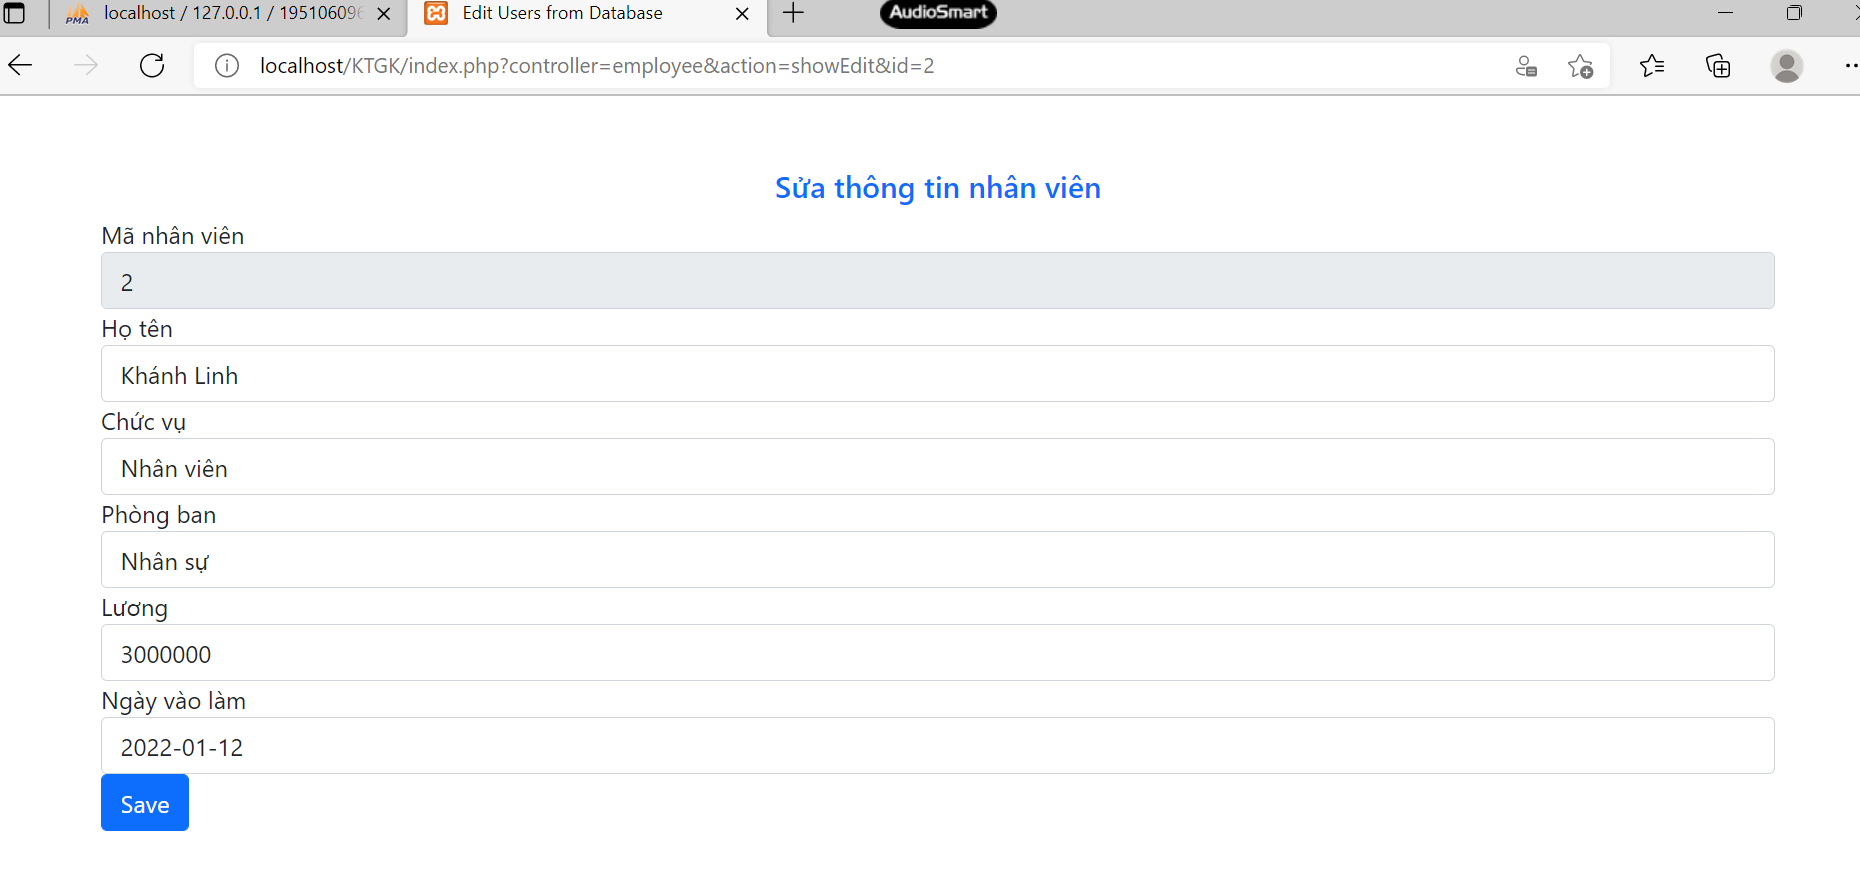 PMA localhost / 127.0.0.1 / 195106096 Edit Users from Database AudioSmart
localhost/KTGK/index.php?controller=employee&action=showEdit&id=2
Sửa thông tin nhân viên
Mã nhân viên
2
Họ tên
Khánh Linh
Chức vụ
Nhân viên
Phòng ban
Nhân sự
Lương
3000000
Ngày vào làm
2022-01-12
Save